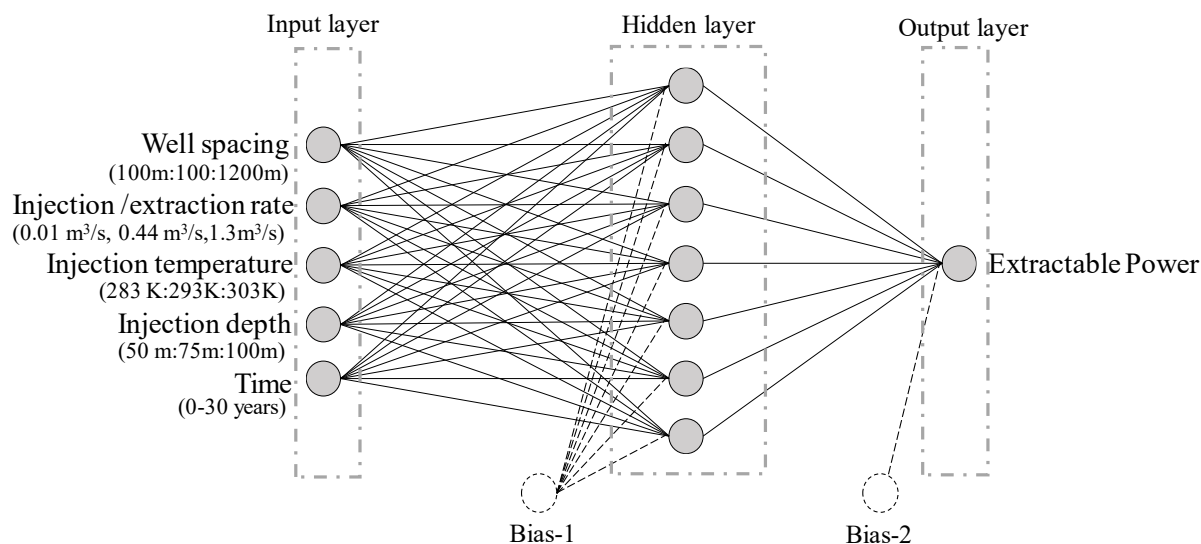 Input layer
Hidden layer
Output layer
Well spacing
(100m:100:1200m)
Injection /extraction rate
(0.01 m³/s, 0.44 m³/s,1.3m³/s)
Injection temperature
(283 K:293K:303K)
Injection depth
(50 m:75m:100m)
Time
(0-30 years)
Extractable Power
Bias-1
Bias-2